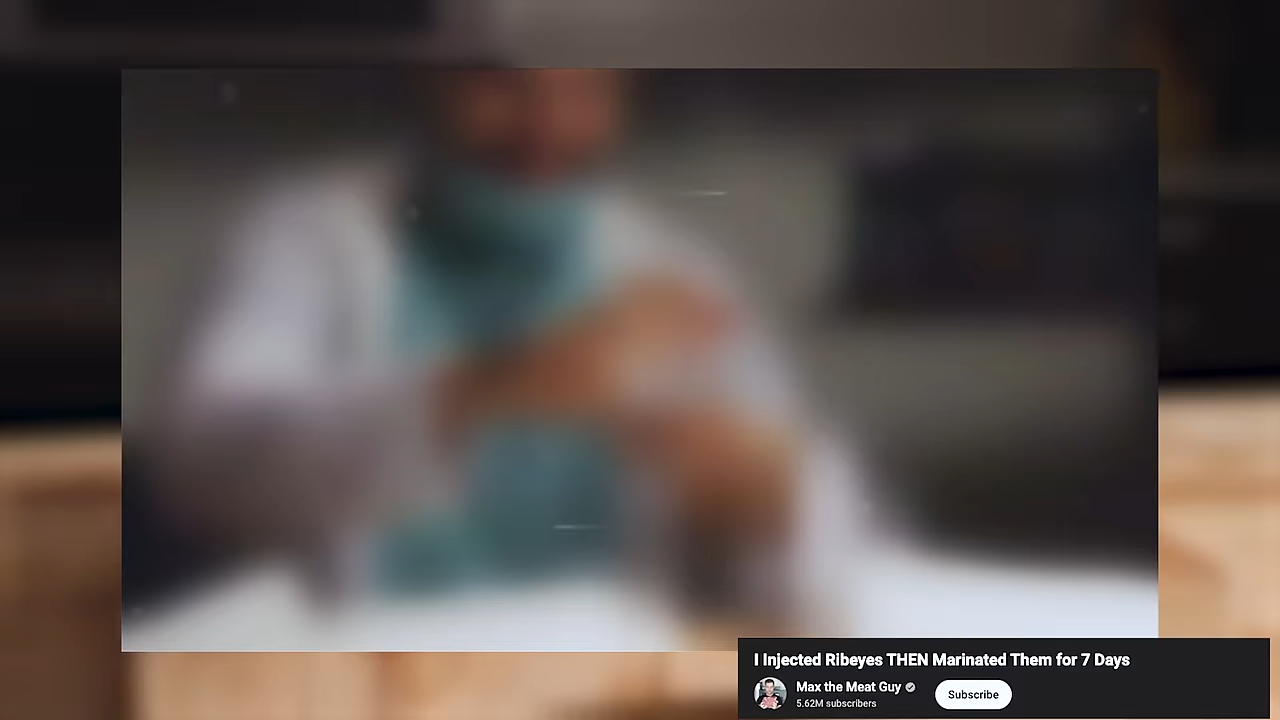 I Injected Ribeyes THEN Marinated Them for 7 Days
Max the Meat Guy
Subscribe
5.62M subscribers